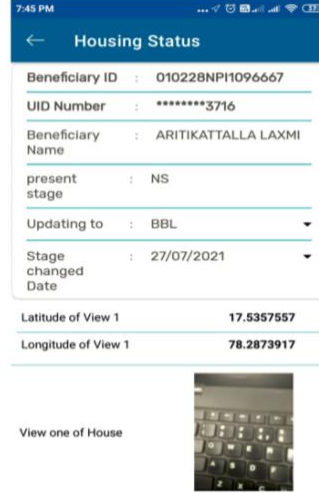 7:45 PM
Housing Status
Beneficiary ID : 010228NPI1096667
UID Number : ********3716
Beneficiary Name : ARITIKATTALLA LAXMI
present stage : NS
Updating to : BBL
Stage changed Date : 27/07/2021
Latitude of View 1 17.5357557
Longitude of View 1 78.2873917
View one of House